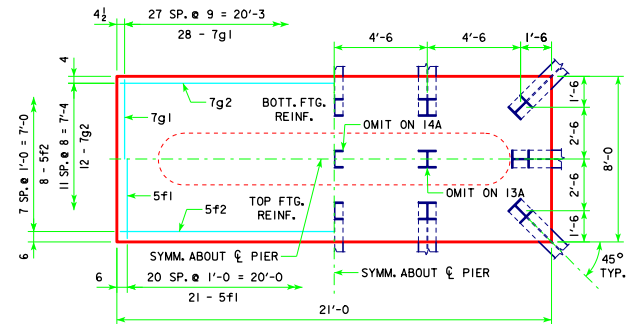 4½
27 SP. @ 9 = 20'-3
28 - 7g1
4'-6
4'-6
1'-6
4
7g2
BOTT. FTG.
REINF.
7g1
OMIT ON 14A
1'-6
7 SP. @ 1'-0 = 7'-0
8 - 5f2
11 SP. @ 8 = 7'-4
12 - 7g2
2'-6
8'-0
5f1
TOP FTG.
REINF.
OMIT ON 13A
2'-6
5f2
1'-6
6
SYMM. ABOUT ℄ PIER
45°
TYP.
6
20 SP. @ 1'-0 = 20'-0
21 - 5f1
SYMM. ABOUT ℄ PIER
21'-0